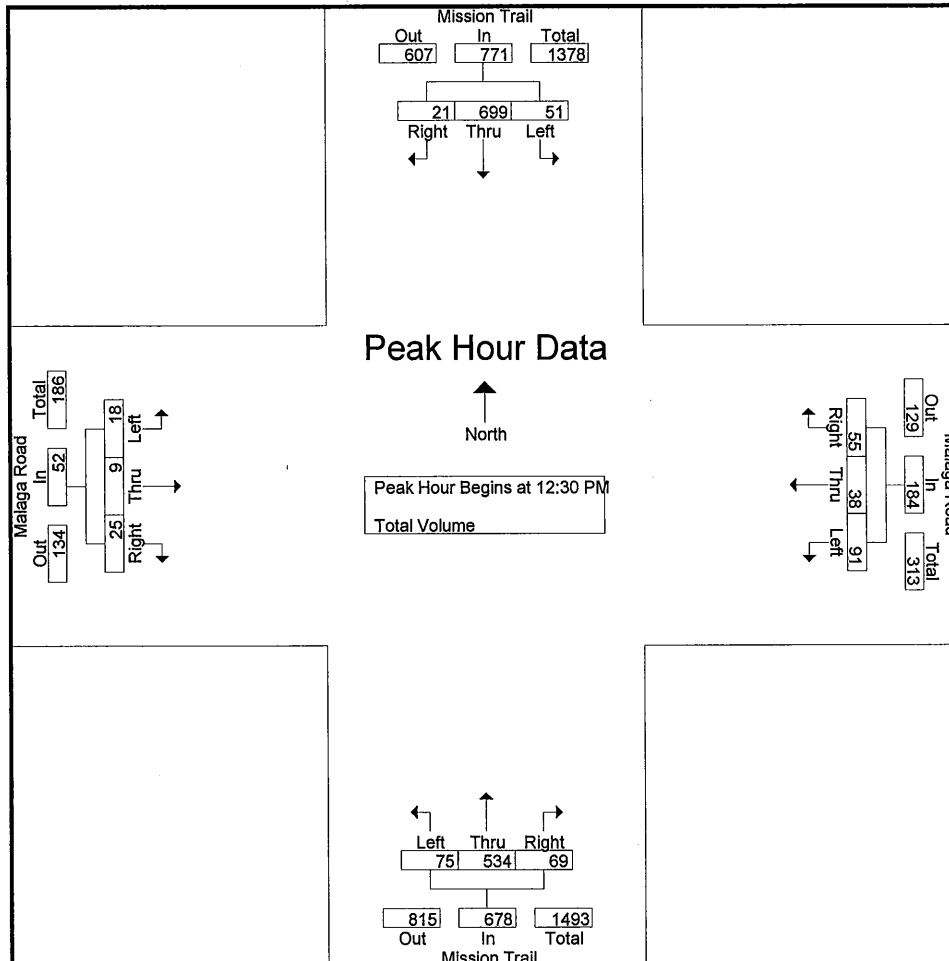 Mission Trail
Out In Total
607 771 1378
21 699 51
Right Thru Left
Peak Hour Data
North
Peak Hour Begins at 12:30 PM
Total Volume
Malaga Road
Total In Out
186 52 134
18 9 25
Left Thru Right
Right Thru Left
55 38 91
Out In Total
129 184 313
Malaga Road
Left Thru Right
75 534 69
815 678 1493
Out In Total
Mission Trail